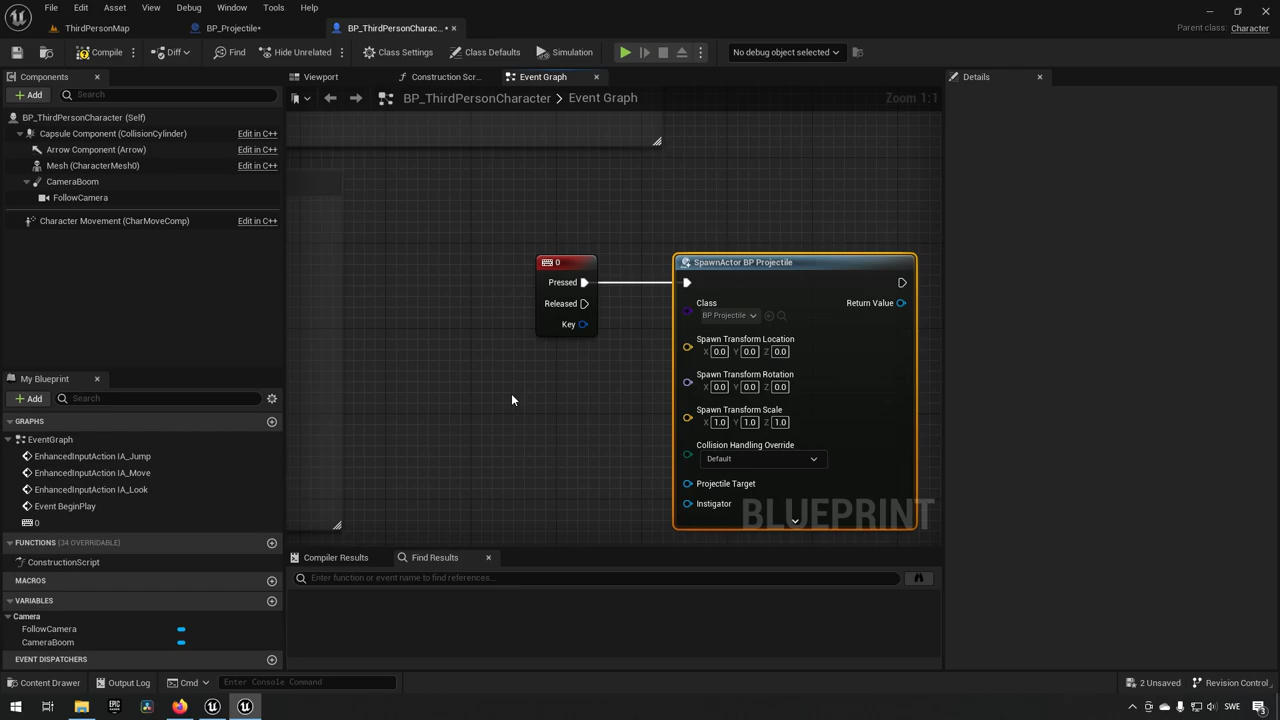 File Edit Asset View Debug Window Tools Help
ThirdPersonMap BP_Projectile* BP_ThirdPersonCharac... • Parent class: Character
Compile Diff Find Hide Unrelated Class Settings Class Defaults Simulation No debug object selected
Components Viewport Construction Scr... Event Graph Details
Add Search BP_ThirdPersonCharacter > Event Graph Zoom 1:1
BP_ThirdPersonCharacter (Self)
Capsule Component (CollisionCylinder) Edit in C++
Arrow Component (Arrow) Edit in C++
Mesh (CharacterMesh0) Edit in C++
CameraBoom
FollowCamera
Character Movement (CharMoveComp) Edit in C++
0 SpawnActor BP Projectile
Pressed
Released Class Return Value
BP Projectile
Key
Spawn Transform Location
X 0.0 Y 0.0 Z 0.0
Spawn Transform Rotation
X 0.0 Y 0.0 Z 0.0
Spawn Transform Scale
X 1.0 Y 1.0 Z 1.0
Collision Handling Override
Default
Projectile Target
Instigator
BLUEPRINT
My Blueprint
Add Search
GRAPHS
EventGraph
EnhancedInputAction IA_Jump
EnhancedInputAction IA_Move
EnhancedInputAction IA_Look
Event BeginPlay
0
FUNCTIONS (34 OVERRIDABLE)
ConstructionScript
MACROS
VARIABLES
Camera
FollowCamera
CameraBoom
EVENT DISPATCHERS
Compiler Results Find Results
Enter function or event name to find references...
Content Drawer Output Log Cmd Enter Console Command 2 Unsaved Revision Control
SWE